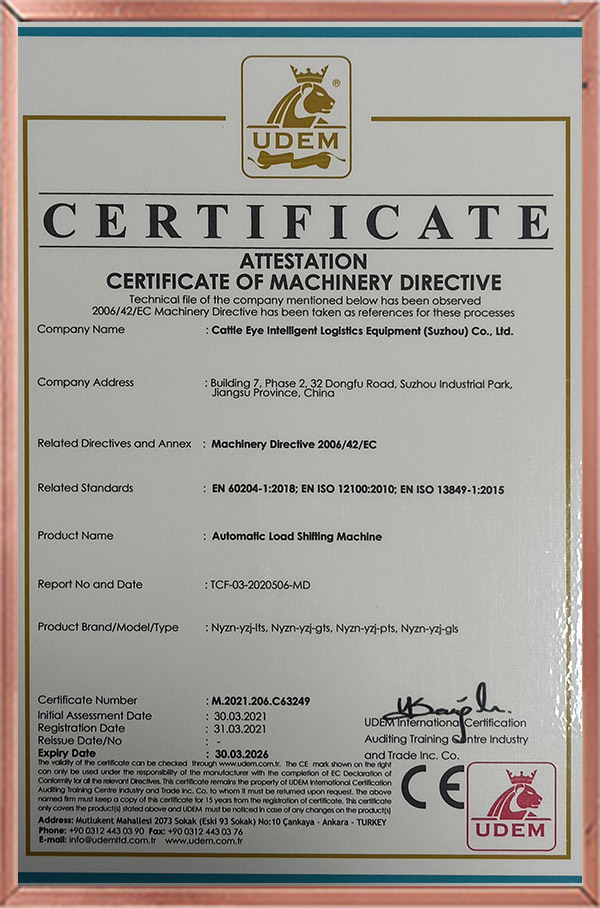 ®
UDEM
CERTIFICATE
ATTESTATION
CERTIFICATE OF MACHINERY DIRECTIVE
Technical file of the company mentioned below has been observed
2006/42/EC Machinery Directive has been taken as references for these processes
Company Name : Cattle Eye Intelligent Logistics Equipment (Suzhou) Co., Ltd.
Company Address : Building 7, Phase 2, 32 Dongfu Road, Suzhou Industrial Park,
Jiangsu Province, China
Related Directives and Annex : Machinery Directive 2006/42/EC
Related Standards : EN 60204-1:2018; EN ISO 12100:2010; EN ISO 13849-1:2015
Product Name : Automatic Load Shifting Machine
Report No and Date : TCF-03-2020506-MD
Product Brand/Model/Type : Nyzn-yzj-lts, Nyzn-yzj-gts, Nyzn-yzj-pts, Nyzn-yzj-gls
Certificate Number : M.2021.206.C63249
Initial Assessment Date : 30.03.2021
Registration Date : 31.03.2021
Reissue Date/No : -
Expiry Date : 30.03.2026
UDEM International Certification
Auditing Training Centre Industry
and Trade Inc. Co.
The validity of the certificate can be checked through www.udem.com.tr. The CE mark shown on the right
can only be used under the responsibility of the manufacturer with the completion of EC Declaration of
Conformity for all the relevant Directives. This certificate remains the property of UDEM International Certification
Auditing Training Centre Industry and Trade Inc. Co. to whom it must be returned upon request. The above
named firm must keep a copy of this certificate for 15 years from the registration of certificate. This certificate
only covers the product(s) stated above and UDEM must be noticed in case of any changes on the product(s)
Address: Mutlukent Mahallesi 2073 Sokak (Eski 93 Sokak) No:10 Çankaya - Ankara - TURKEY
Phone: +90 0312 443 03 90 Fax: +90 0312 443 03 76
E-mail: info@udemltd.com.tr www.udem.com.tr
CE
UDEM